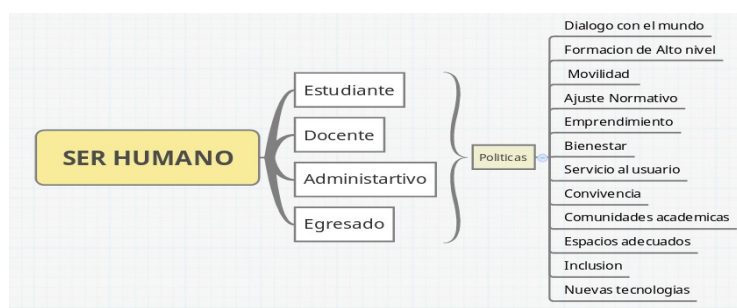 SER HUMANO
Estudiante
Docente
Administartivo
Egresado
Politicas
Dialogo con el mundo
Formacion de Alto nivel
Movilidad
Ajuste Normativo
Emprendimiento
Bienestar
Servicio al usuario
Convivencia
Comunidades academicas
Espacios adecuados
Inclusion
Nuevas tecnologias